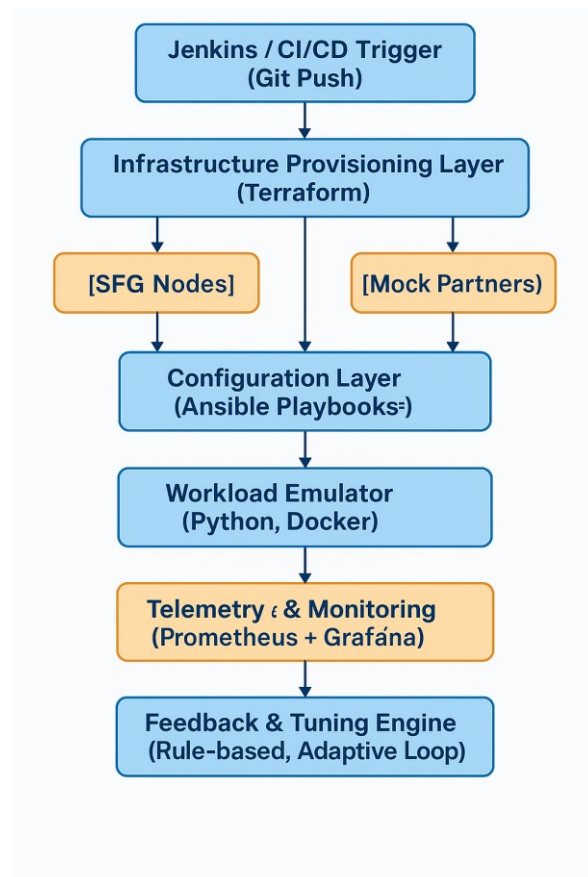 Jenkins / CI/CD Trigger
(Git Push)
Infrastructure Provisioning Layer
(Terraform)
[SFG Nodes]
[Mock Partners)
Configuration Layer
(Ansible Playbooks=)
Workload Emulator
(Python, Docker)
Telemetry & Monitoring
(Prometheus + Grafána)
Feedback & Tuning Engine
(Rule-based, Adaptive Loop)